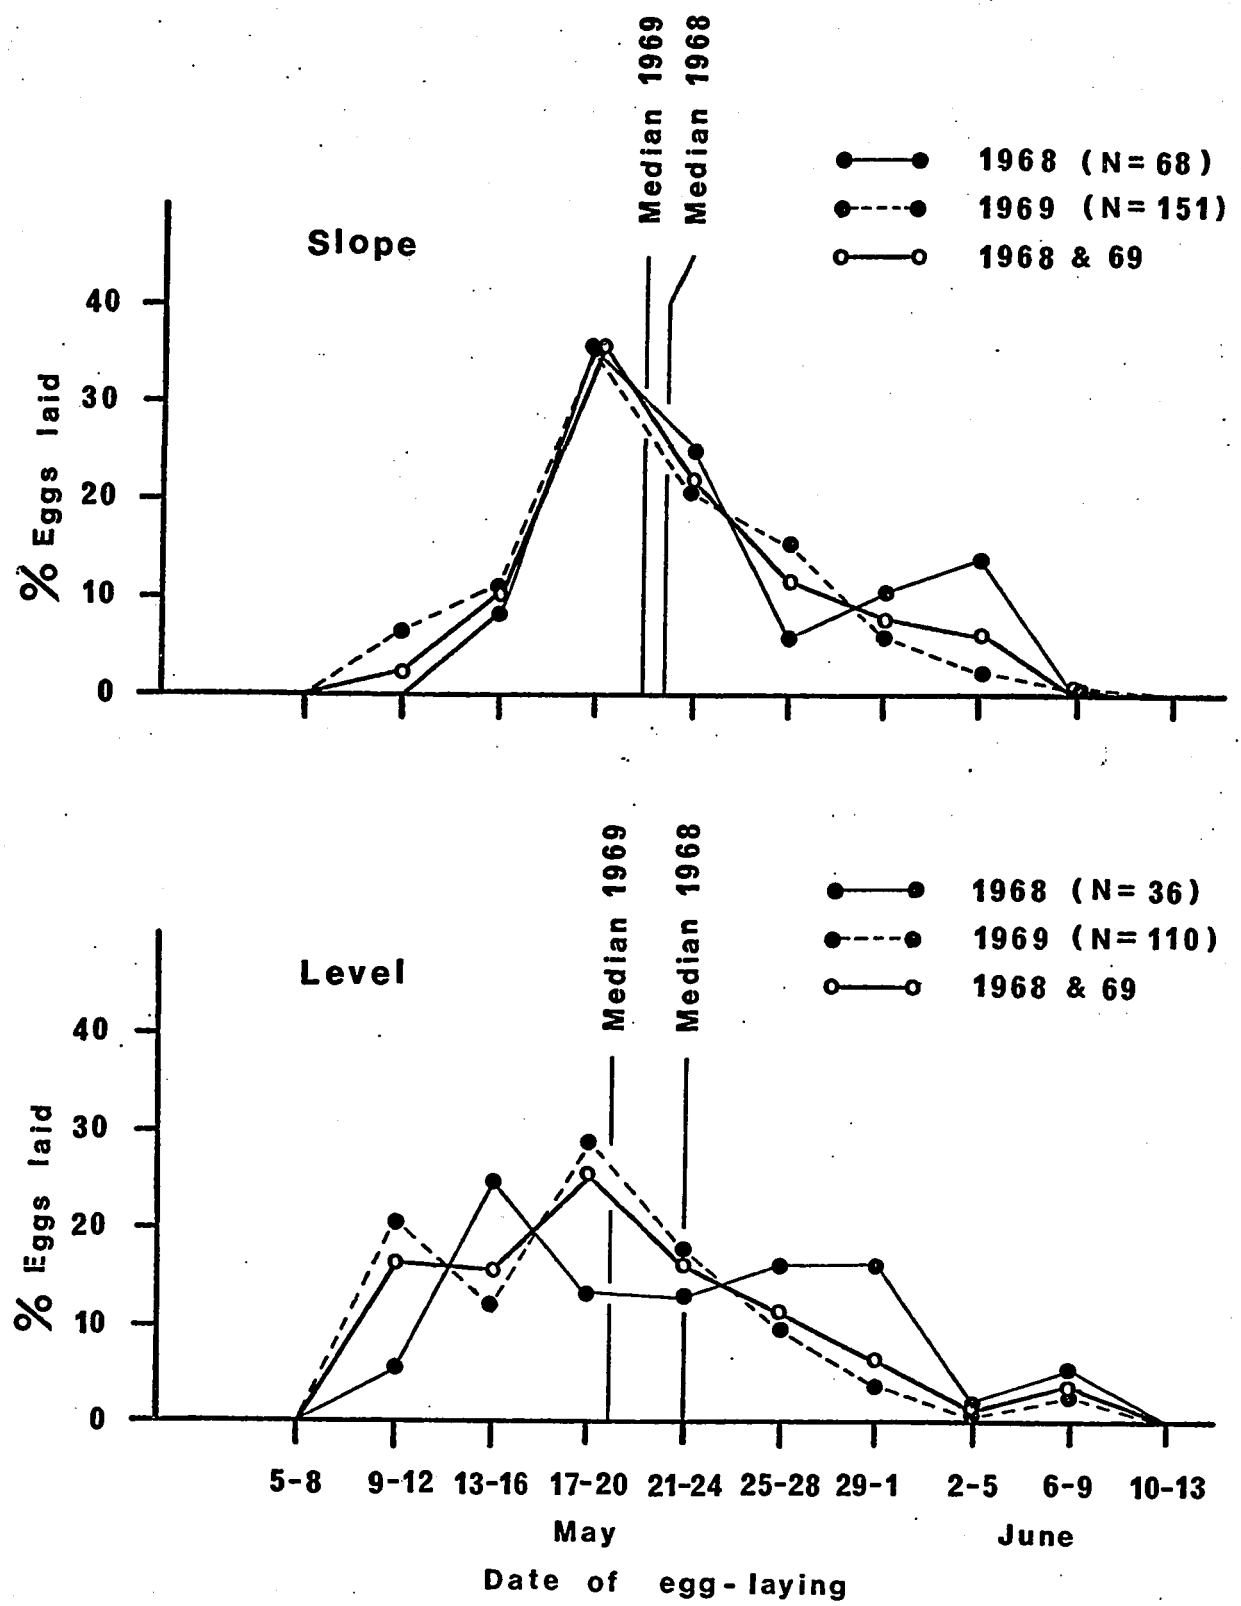 Median 1969
Median 1968
1968 (N= 68)
1969 (N= 151)
1968 & 69
Slope
40
30
20
10
0
% Eggs laid
Median 1969
Median 1968
1968 (N= 36)
1969 (N= 110)
1968 & 69
Level
40
30
20
10
0
% Eggs laid
5-8 9-12 13-16 17-20 21-24 25-28 29-1 2-5 6-9 10-13
May June
Date of egg-laying